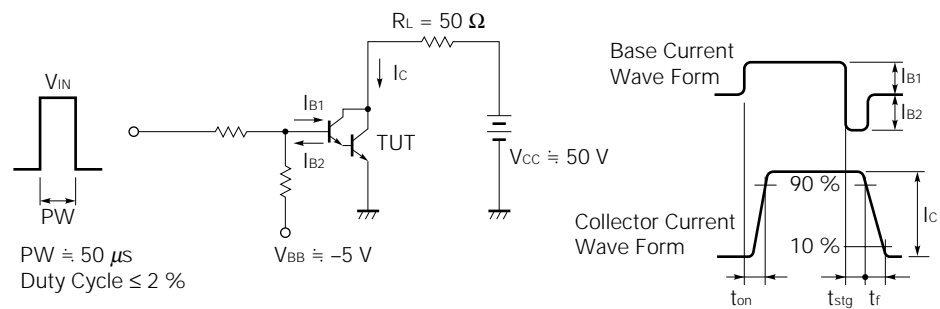 RL = 50 Ω
VIN
IC
IB1
IB2
TUT
VCC ≒ 50 V
PW
VBB ≒ −5 V
PW ≒ 50 μs
Duty Cycle ≤ 2 %
Base Current
Wave Form
IB1
IB2
90 %
Collector Current
Wave Form
10 %
IC
ton
tstg
tf